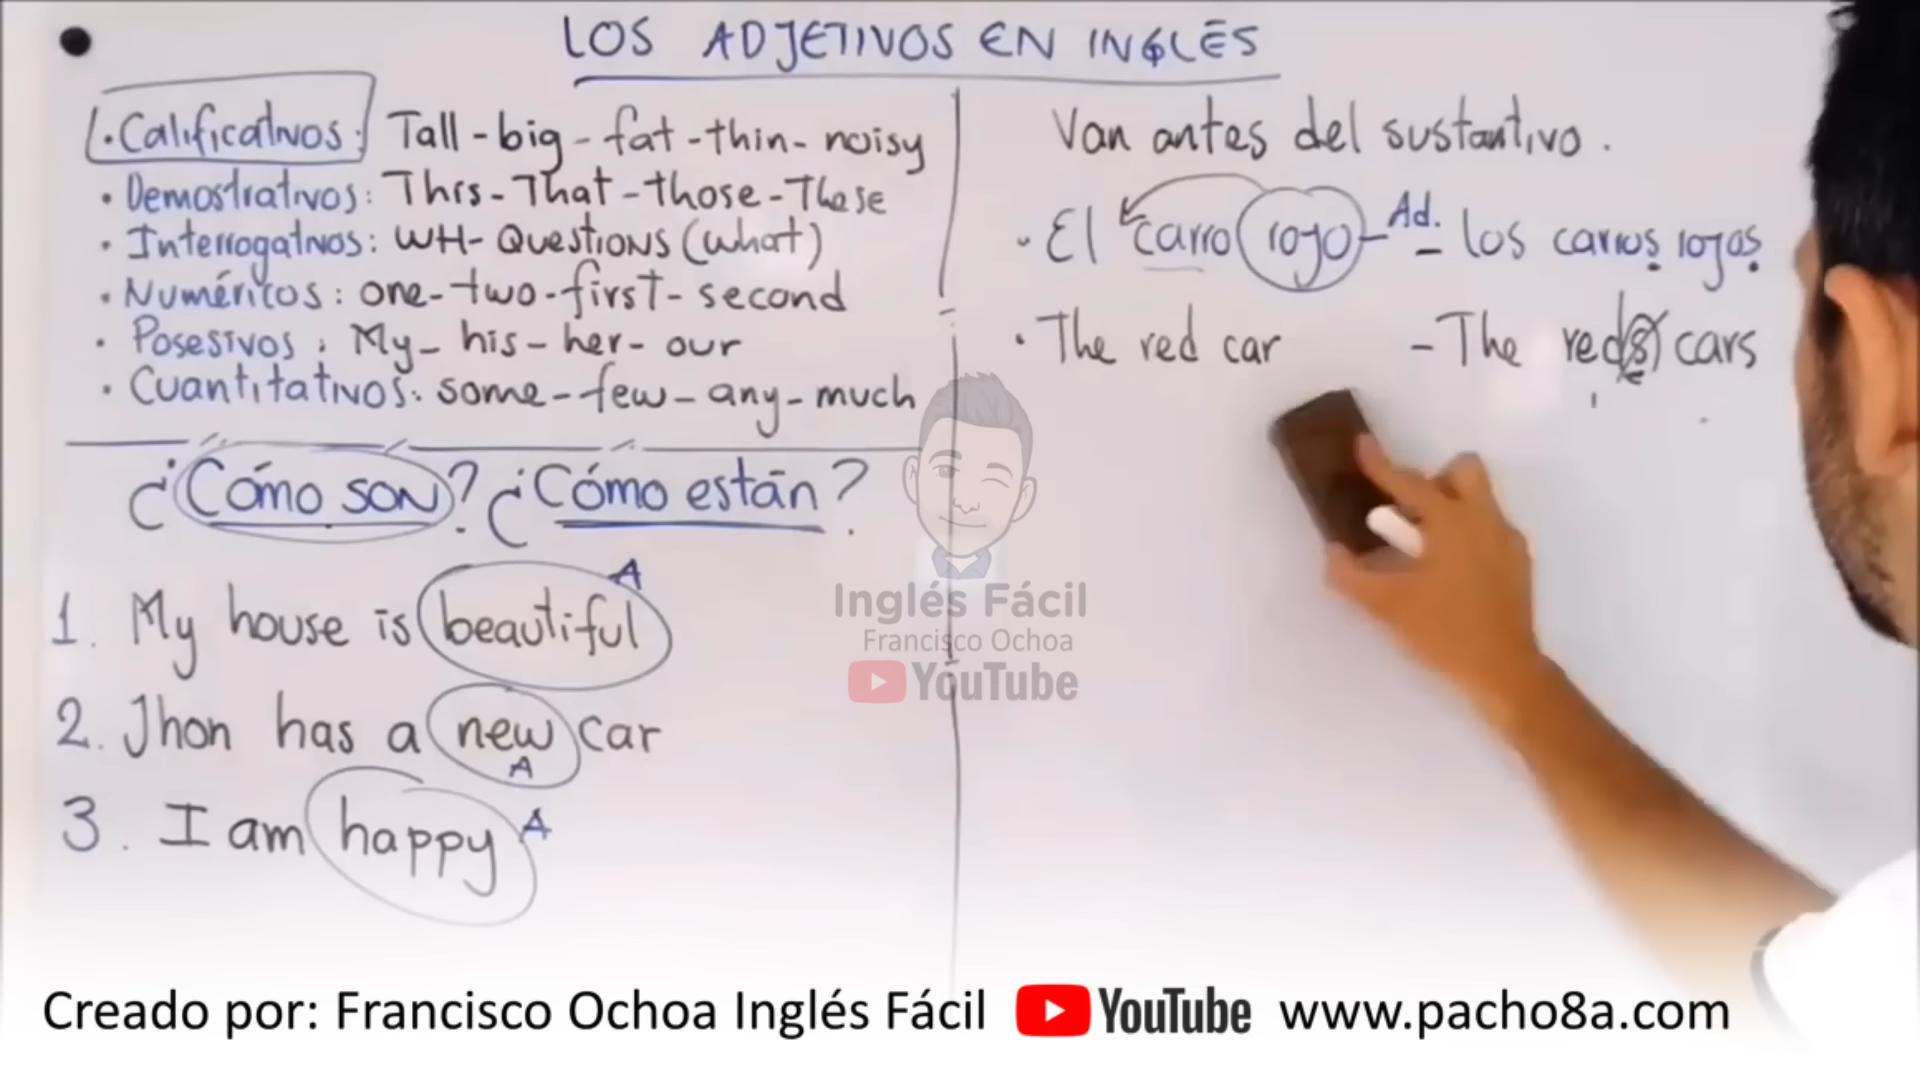 LOS ADJETIVOS EN INGLÉS
• Calificativos: Tall - big - fat - thin - noisy
• Demostrativos: This - That - those - These
• Interrogativos: WH- QUESTIONS (what)
• Numéricos: one - two - first - second
• Posesivos: My - his - her - our
• Cuantitativos: some - few - any - much
¿Cómo son? ¿Cómo están?
A
1. My house is beautiful
2. Jhon has a new car
A
3. I am happy A
Van antes del sustantivo.
• El carro rojo - Ad. - los carros rojos
• The red car - The reds cars
Inglés Fácil
Francisco Ochoa
YouTube
Creado por: Francisco Ochoa Inglés Fácil YouTube www.pacho8a.com